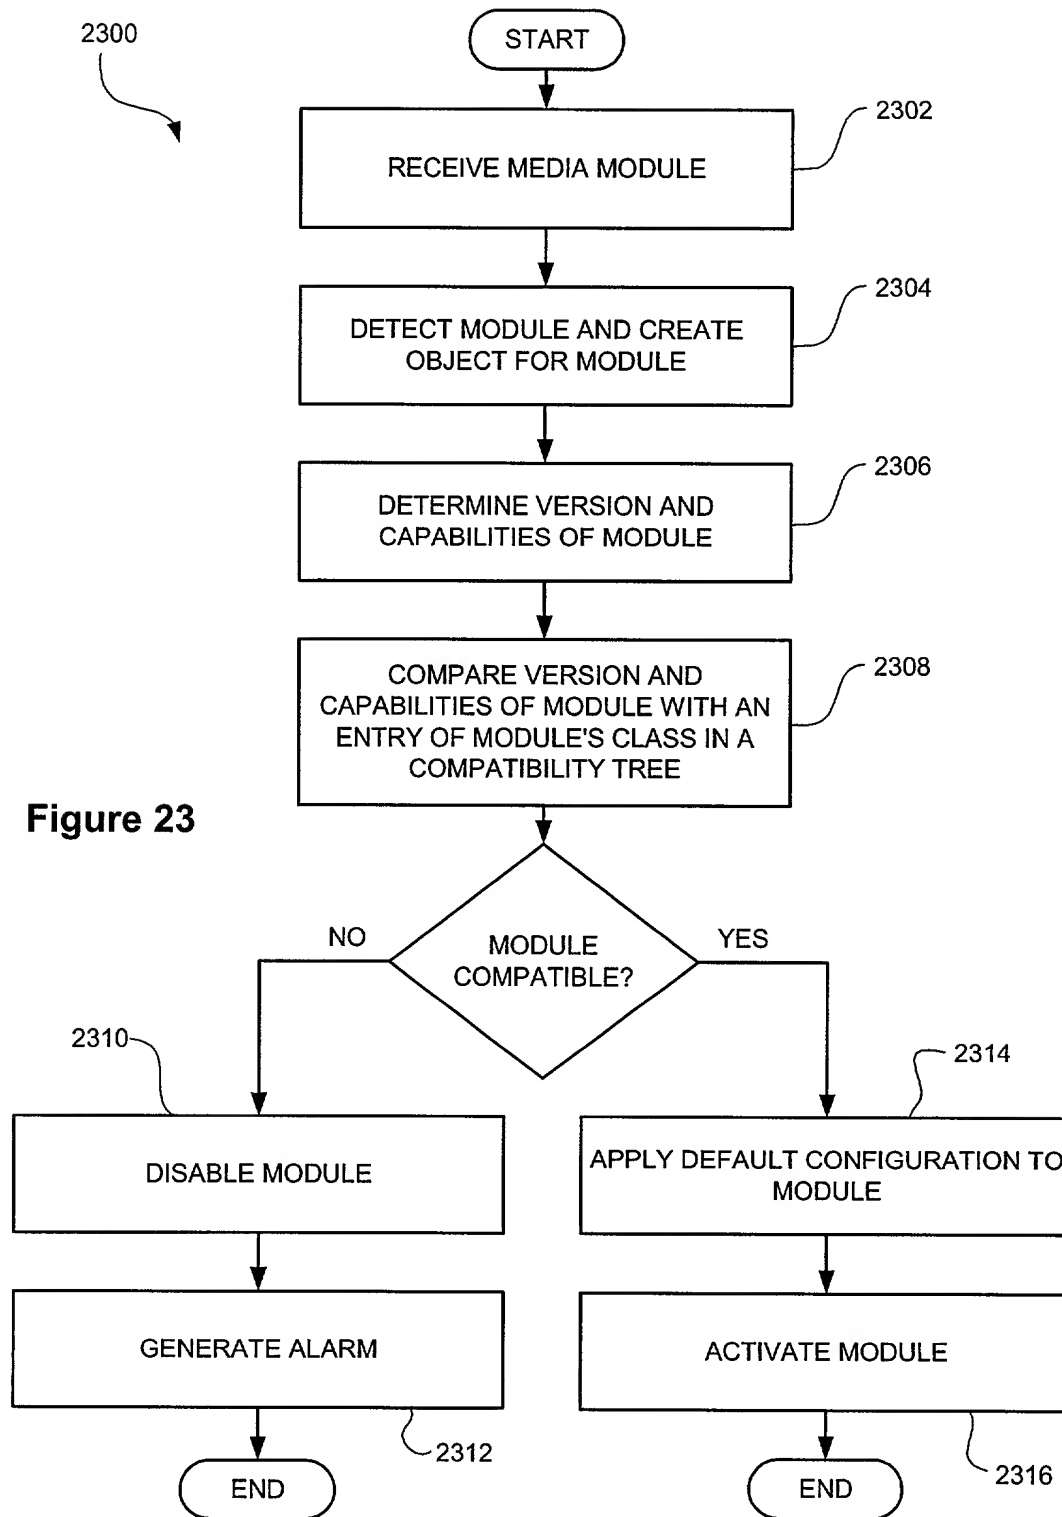 2300
START
2302
RECEIVE MEDIA MODULE
2304
DETECT MODULE AND CREATE
OBJECT FOR MODULE
2306
DETERMINE VERSION AND
CAPABILITIES OF MODULE
2308
COMPARE VERSION AND
CAPABILITIES OF MODULE WITH AN
ENTRY OF MODULE'S CLASS IN A
COMPATIBILITY TREE
Figure 23
NO
YES
MODULE
COMPATIBLE?
2310
2314
DISABLE MODULE
APPLY DEFAULT CONFIGURATION TO
MODULE
GENERATE ALARM
ACTIVATE MODULE
2312
2316
END
END